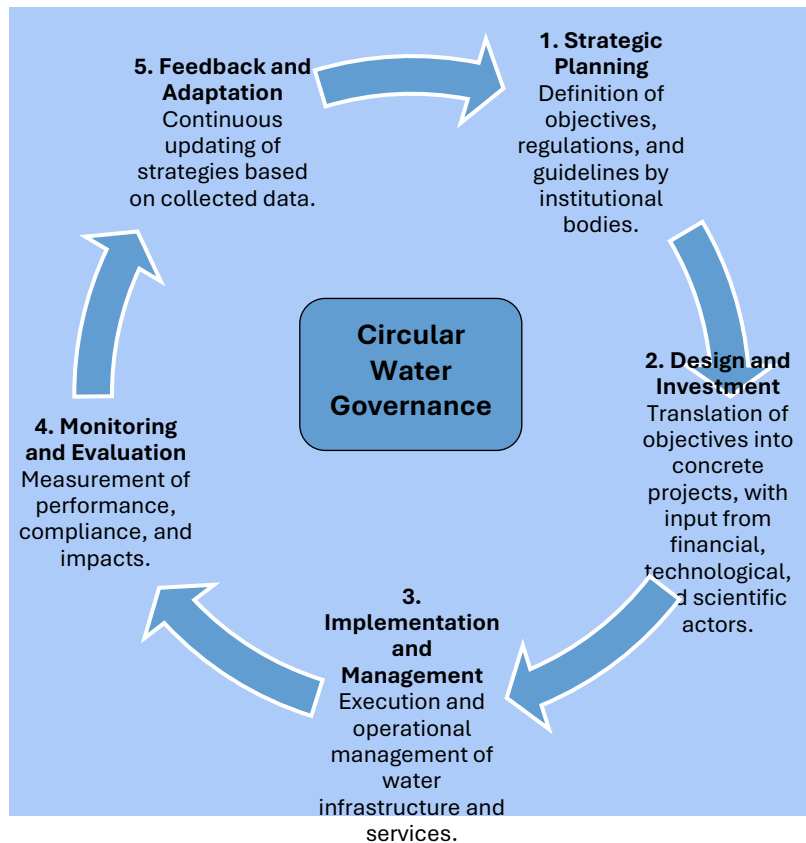 1. Strategic
Planning
Definition of
objectives,
regulations, and
guidelines by
institutional
bodies.
2. Design and
Investment
Translation of
objectives into
concrete
projects, with
input from
financial,
technological,
scientific
actors.
3.
Implementation
and
Management
Execution and
operational
management of
water
infrastructure and
services.
4. Monitoring
and Evaluation
Measurement of
performance,
compliance, and
impacts.
5. Feedback and
Adaptation
Continuous
updating of
strategies based
on collected data.
Circular
Water
Governance